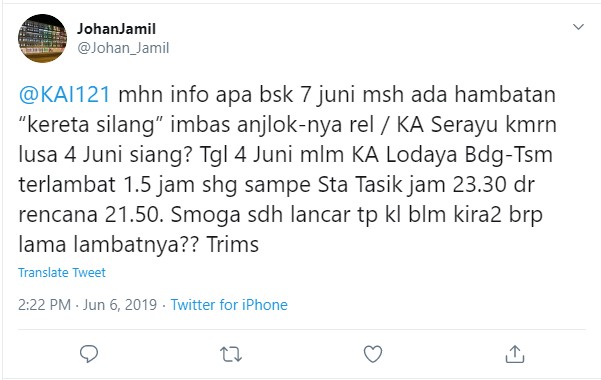 JohanJamil
@Johan_Jamil
@KAI121 mhn info apa bsk 7 juni msh ada hambatan
“kereta silang” imbas anjlok-nya rel / KA Serayu kmrn
lusa 4 Juni siang? Tgl 4 Juni mlm KA Lodaya Bdg-Tsm
terlambat 1.5 jam shg sampe Sta Tasik jam 23.30 dr
rencana 21.50. Smoga sdh lancar tp kl blm kira2 brp
lama lambatnya?? Trims
Translate Tweet
2:22 PM · Jun 6, 2019 · Twitter for iPhone